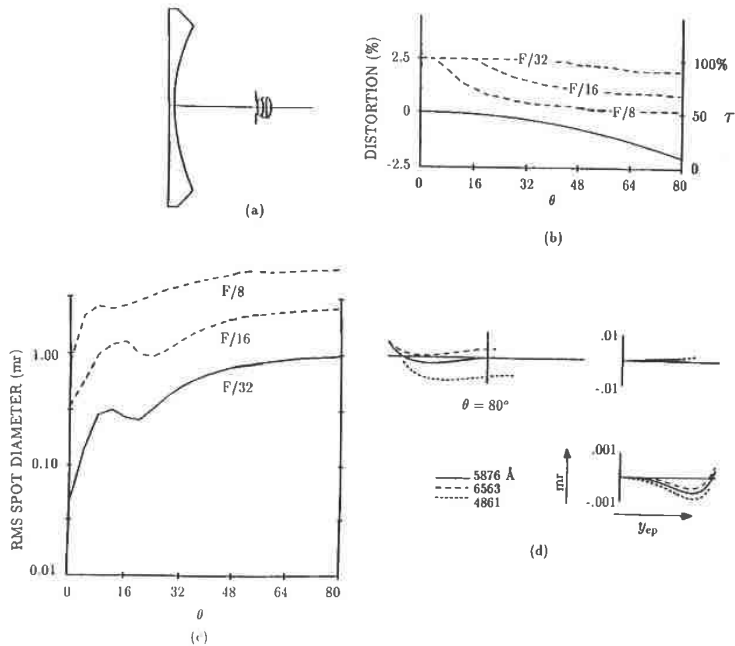 (a)
DISTORTION (%)
2.5
0
-2.5
F/32
F/16
F/8
100%
50 τ
0
0 16 32 48 64 80
θ
(b)
RMS SPOT DIAMETER (mr)
1.00
0.10
0.01
F/8
F/16
F/32
0 16 32 48 64 80
θ
(c)
θ = 80°
.01
-.01
5876 Å
6563
4861
mr
.001
-.001
y_ep
(d)